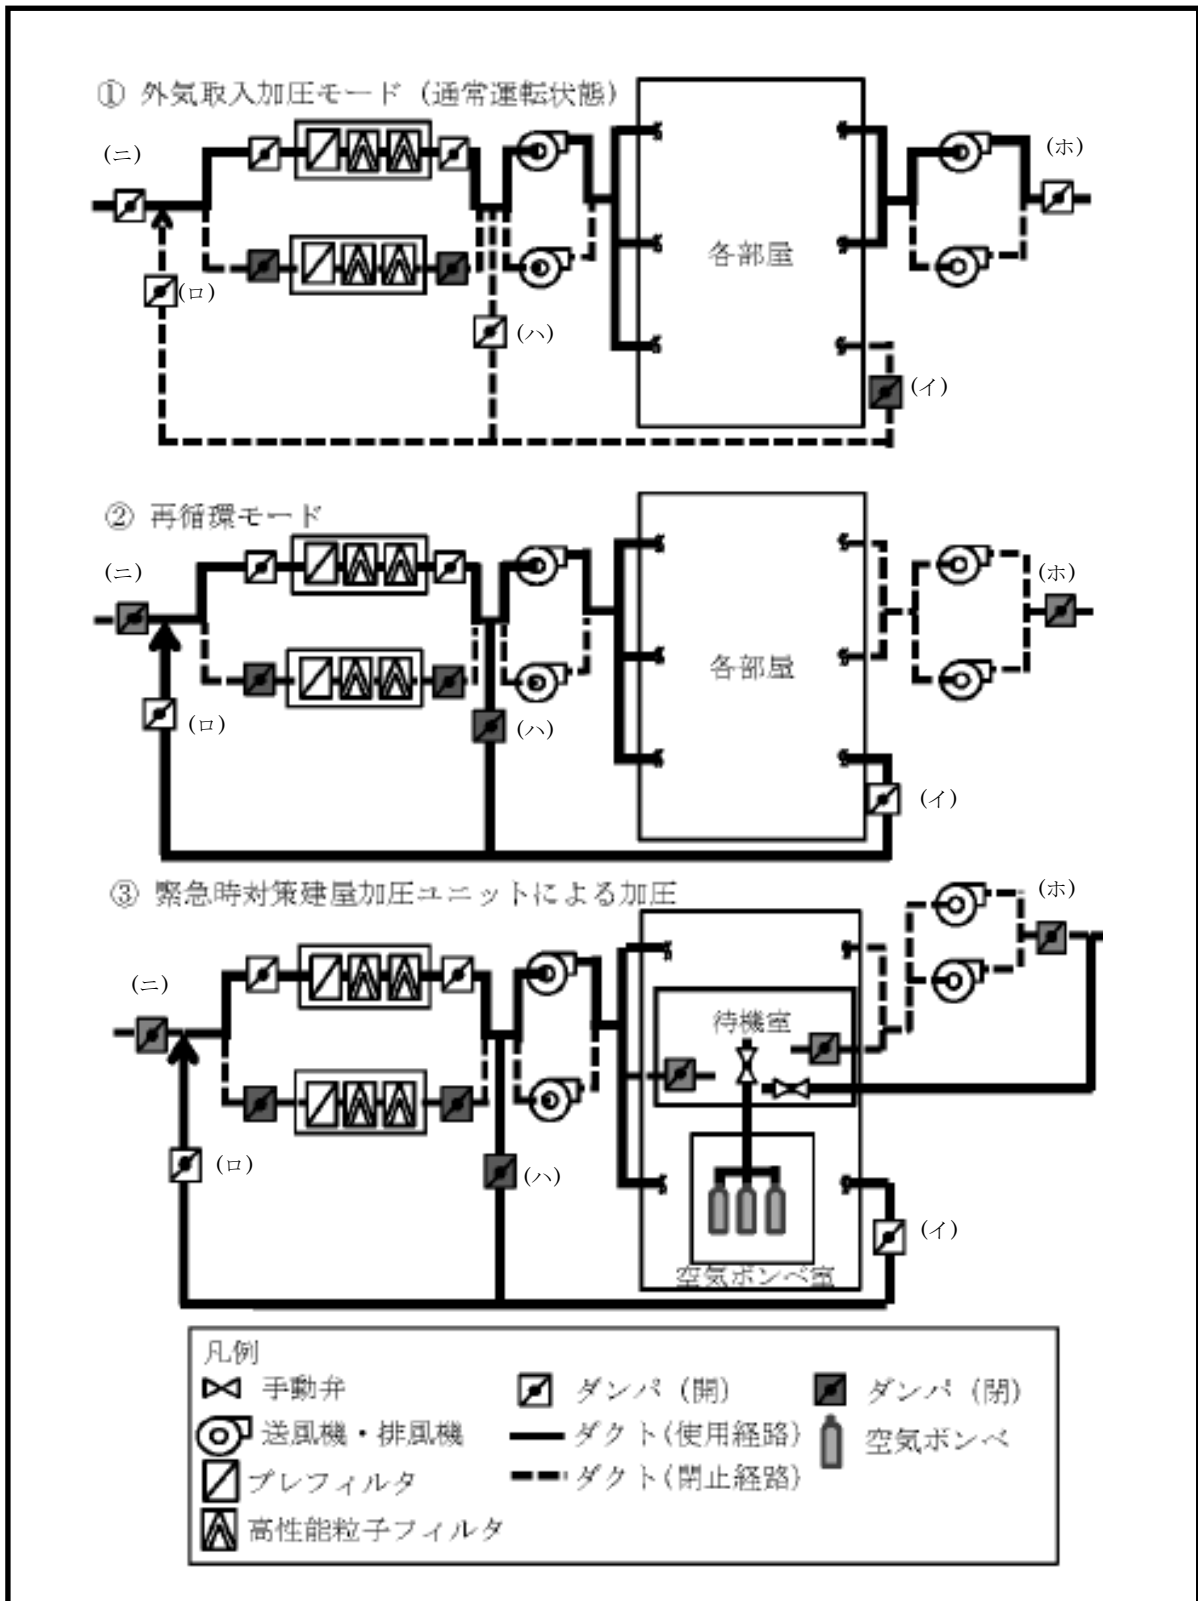 ① 外気取入加圧モード (通常運転状態)
(ニ)
(ホ)
各部屋
(ロ)
(ハ)
(イ)
② 再循環モード
(ニ)
(ホ)
各部屋
(ロ)
(ハ)
(イ)
③ 緊急時対策建屋加圧ユニットによる加圧
(ホ)
(ニ)
待機室
(ロ)
(ハ)
(イ)
空気ボンベ室
凡例
手動弁
ダンパ (開)
ダンパ (閉)
送風機・排風機
ダクト(使用経路)
空気ボンベ
プレフィルタ
ダクト(閉止経路)
高性能粒子フィルタ